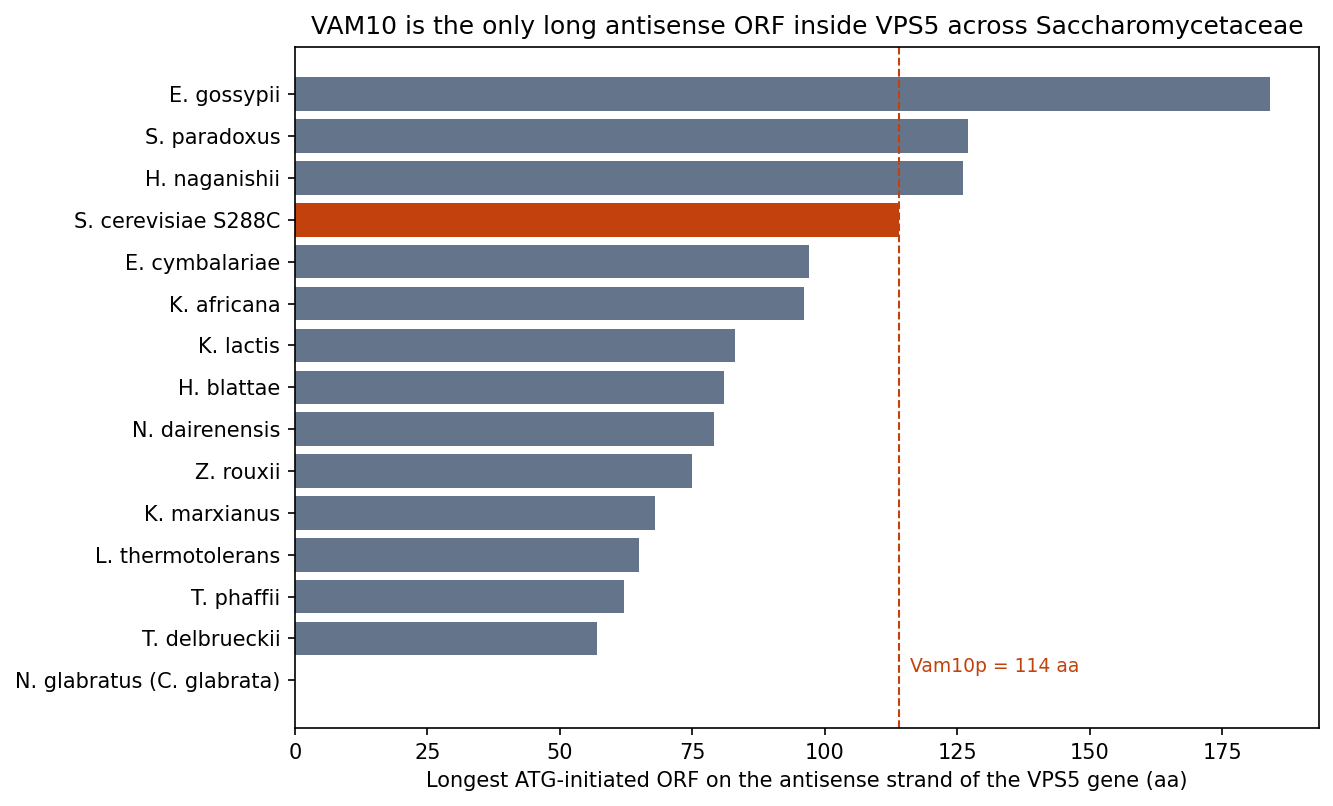 VAM10 is the only long antisense ORF inside VPS5 across Saccharomycetaceae
E. gossypii
S. paradoxus
H. naganishii
S. cerevisiae S288C
E. cymbalariae
K. africana
K. lactis
H. blattae
N. dairenensis
Z. rouxii
K. marxianus
L. thermotolerans
T. phaffii
T. delbrueckii
N. glabratus (C. glabrata)
Vam10p = 114 aa
0 25 50 75 100 125 150 175
Longest ATG-initiated ORF on the antisense strand of the VPS5 gene (aa)